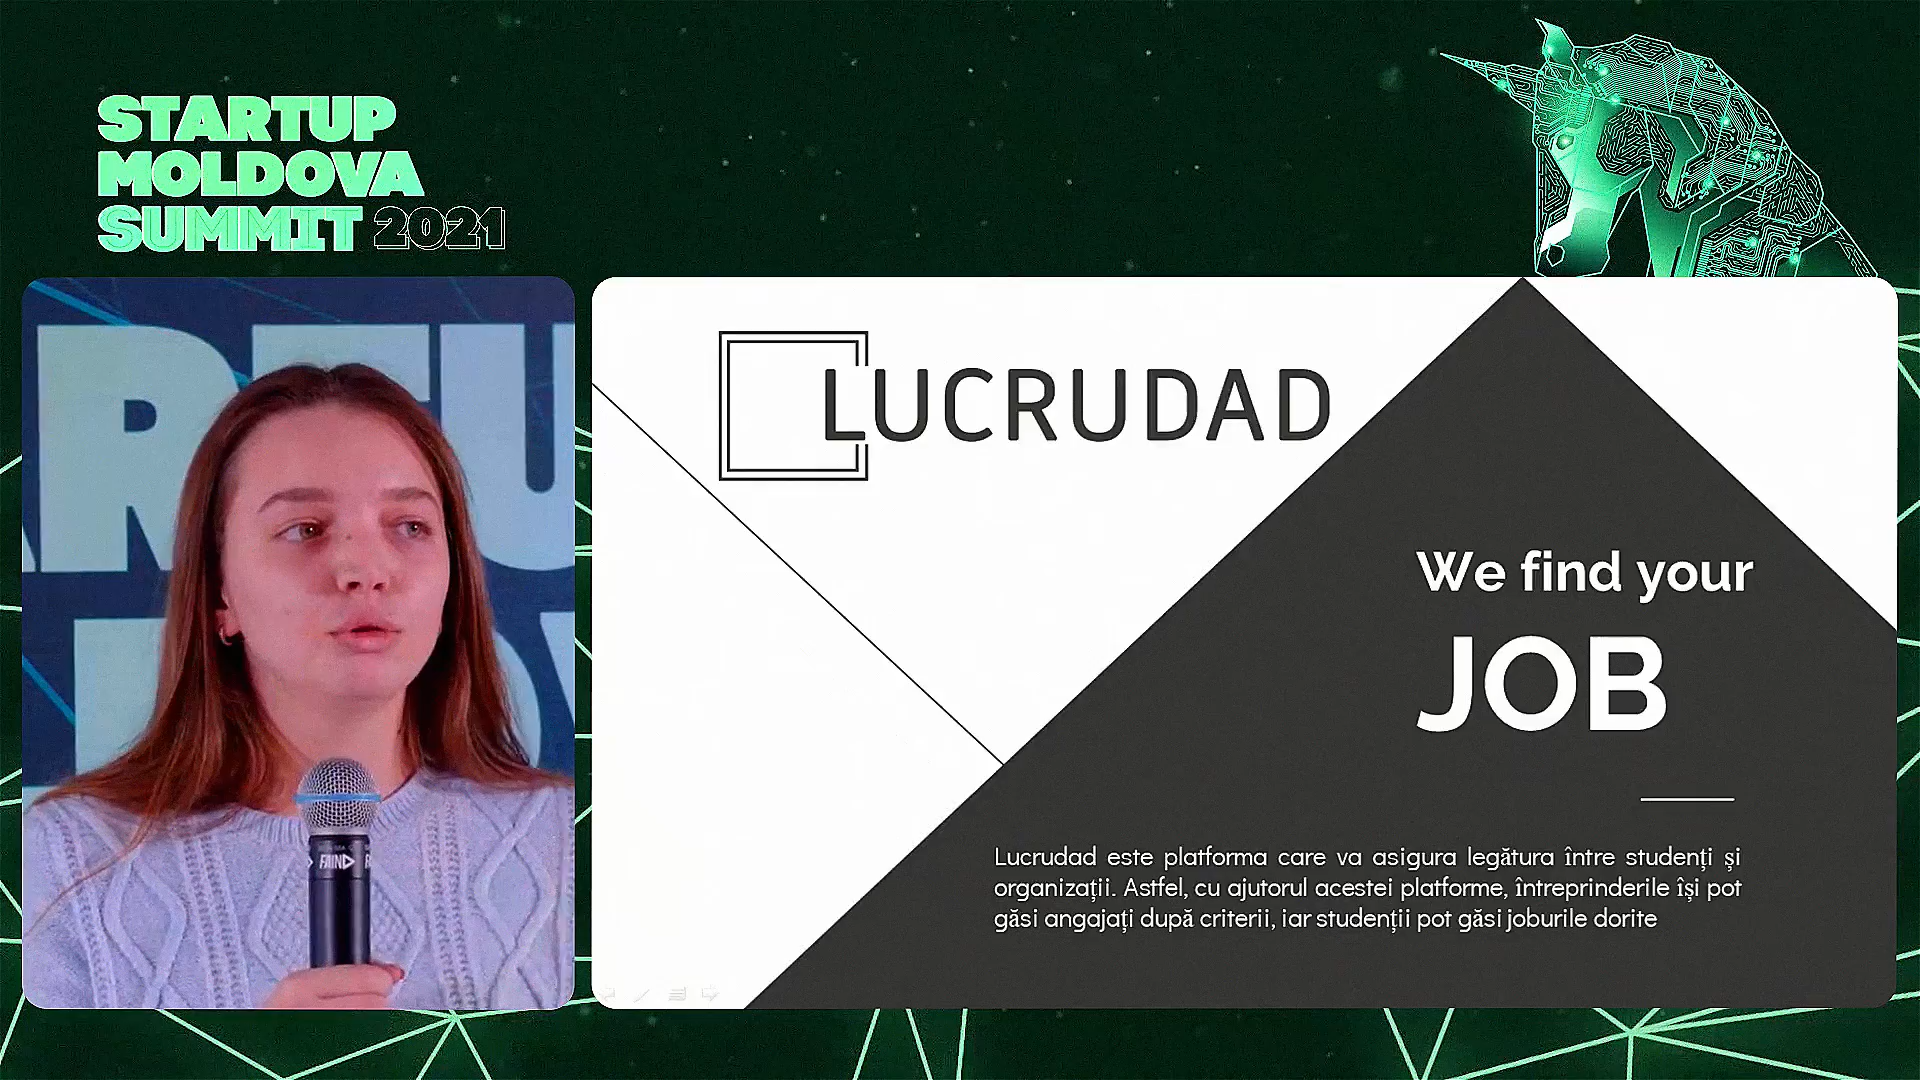 STARTUP
MOLDOVA
SUMMIT 2021
LUCRUDAD
We find your
JOB
Lucrudad este platforma care va asigura legătura între studenți și
organizații. Astfel, cu ajutorul acestei platforme, întreprinderile își pot
găsi angajați după criterii, iar studenții pot găsi joburile dorite